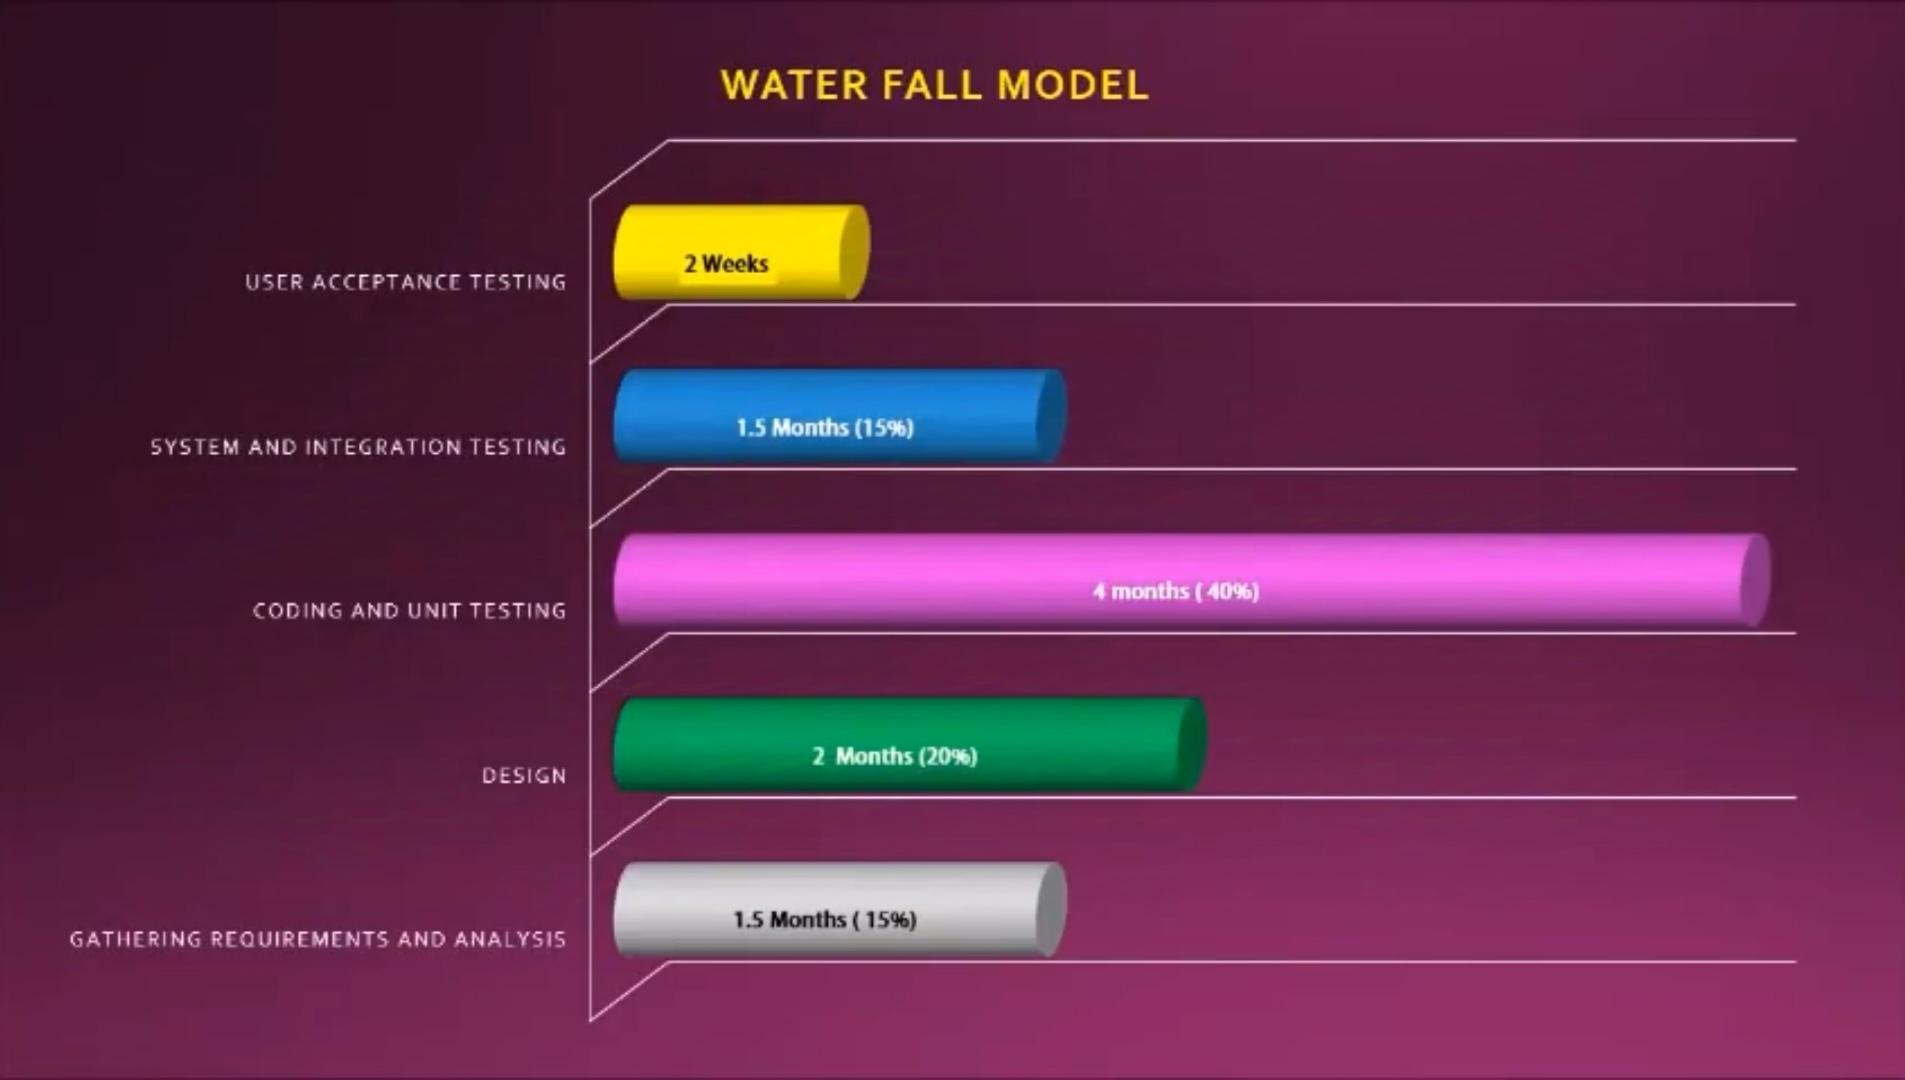 WATER FALL MODEL
USER ACCEPTANCE TESTING
2 Weeks
SYSTEM AND INTEGRATION TESTING
1.5 Months (15%)
CODING AND UNIT TESTING
4 months ( 40%)
DESIGN
2  Months (20%)
GATHERING REQUIREMENTS AND ANALYSIS
1.5 Months ( 15%)